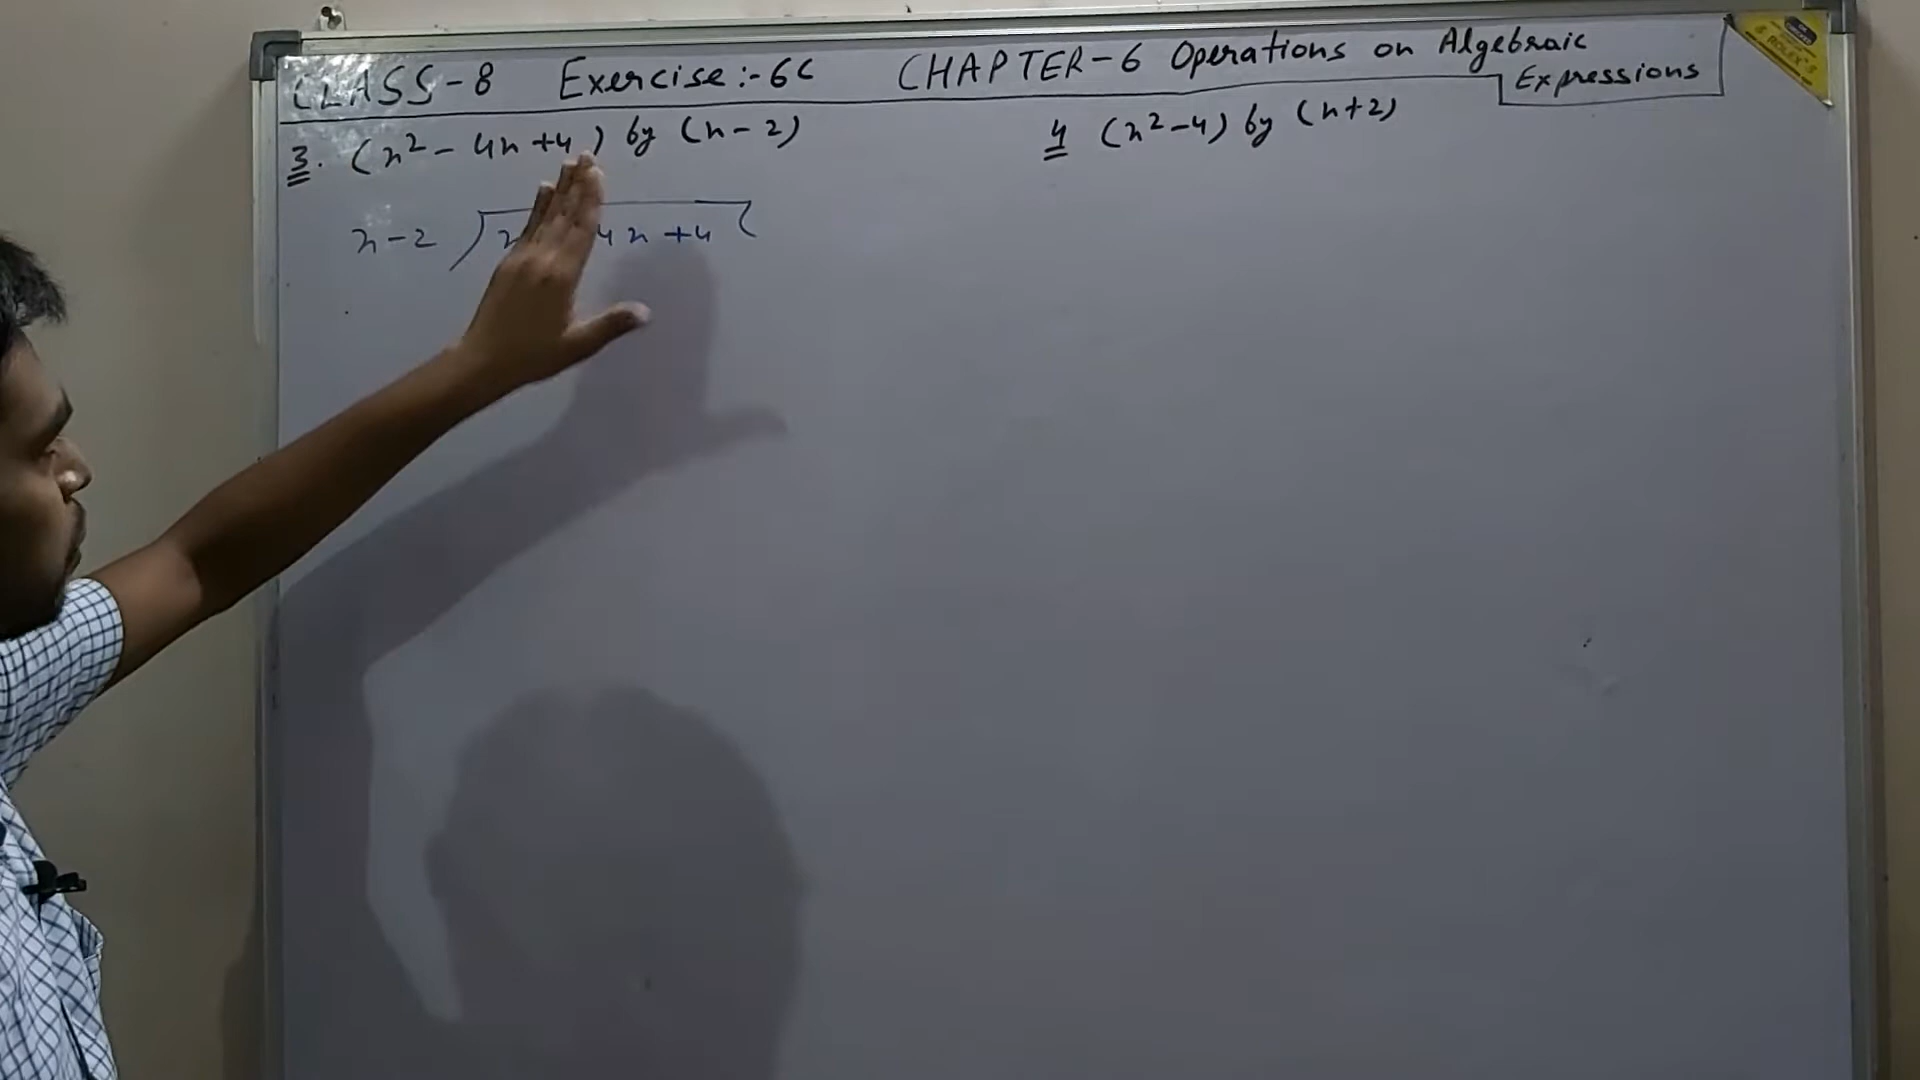 CLASS-8 Exercise:-6C CHAPTER-6 Operations on Algebraic Expressions
3. (x² - 4x + 4) by (x - 2)
4 (x² - 4) by (x + 2)
x - 2 4x + 4
ROLEX'S